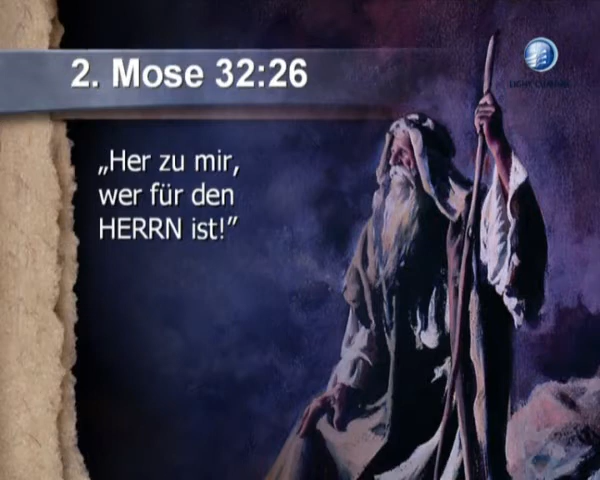 2. Mose 32:26
„Her zu mir,
wer für den
HERRN ist!”